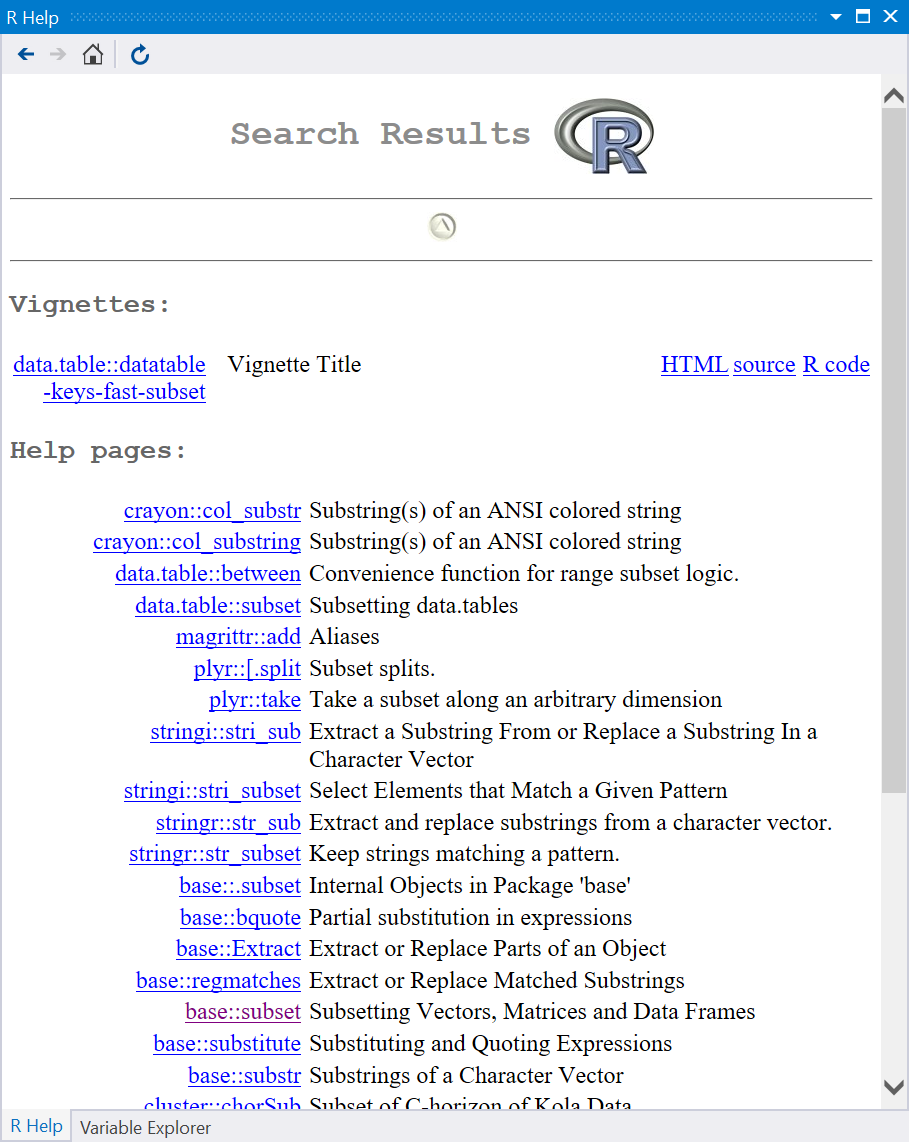 R Help
Search Results
R
Vignettes:
data.table::datatable Vignette Title HTML source R code
-keys-fast-subset
Help pages:
crayon::col_substr Substring(s) of an ANSI colored string
crayon::col_substring Substring(s) of an ANSI colored string
data.table::between Convenience function for range subset logic.
data.table::subset Subsetting data.tables
magrittr::add Aliases
plyr::[.split Subset splits.
plyr::take Take a subset along an arbitrary dimension
stringi::stri_sub Extract a Substring From or Replace a Substring In a
Character Vector
stringi::stri_subset Select Elements that Match a Given Pattern
stringr::str_sub Extract and replace substrings from a character vector.
stringr::str_subset Keep strings matching a pattern.
base::.subset Internal Objects in Package 'base'
base::bquote Partial substitution in expressions
base::Extract Extract or Replace Parts of an Object
base::regmatches Extract or Replace Matched Substrings
base::subset Subsetting Vectors, Matrices and Data Frames
base::substitute Substituting and Quoting Expressions
base::substr Substrings of a Character Vector
cluster::chorSub Subset of C-horizon of Kola Data
R Help Variable Explorer